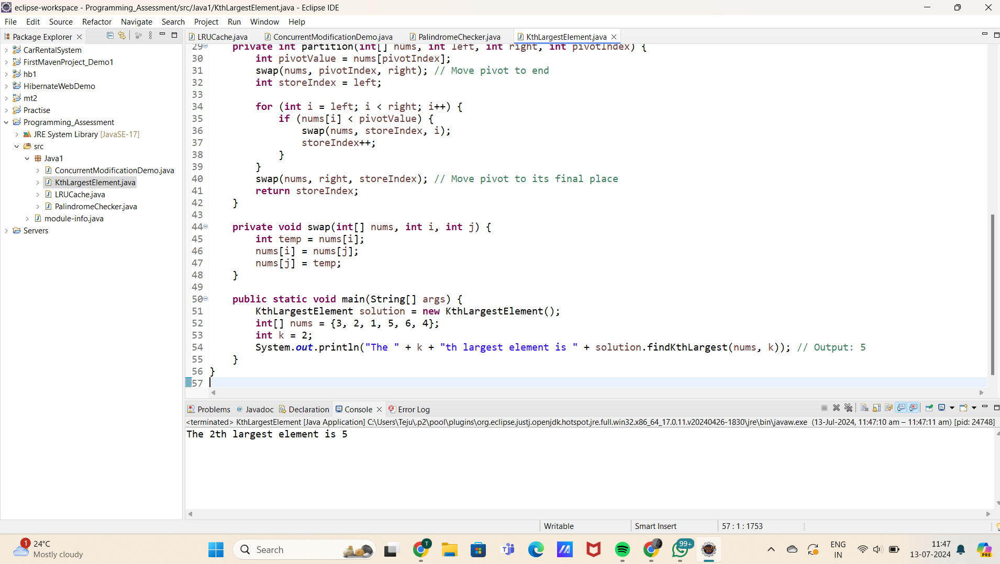 eclipse-workspace - Programming_Assessment/src/Java1/KthLargestElement.java - Eclipse IDE
File Edit Source Refactor Navigate Search Project Run Window Help
Package Explorer
CarRentalSystem
FirstMavenProject_Demo1
hb1
HibernateWebDemo
mt2
Practise
Programming_Assessment
JRE System Library [JavaSE-17]
src
Java1
ConcurrentModificationDemo.java
KthLargestElement.java
LRUCache.java
PalindromeChecker.java
module-info.java
Servers
LRUCache.java ConcurrentModificationDemo.java PalindromeChecker.java KthLargestElement.java
29 private int partition(int[] nums, int left, int right, int pivotIndex) {
30 int pivotValue = nums[pivotIndex];
31 swap(nums, pivotIndex, right); // Move pivot to end
32 int storeIndex = left;
33
34 for (int i = left; i < right; i++) {
35 if (nums[i] < pivotValue) {
36 swap(nums, storeIndex, i);
37 storeIndex++;
38 }
39 }
40 swap(nums, right, storeIndex); // Move pivot to its final place
41 return storeIndex;
42 }
43
44 private void swap(int[] nums, int i, int j) {
45 int temp = nums[i];
46 nums[i] = nums[j];
47 nums[j] = temp;
48 }
49
50 public static void main(String[] args) {
51 KthLargestElement solution = new KthLargestElement();
52 int[] nums = {3, 2, 1, 5, 6, 4};
53 int k = 2;
54 System.out.println("The " + k + "th largest element is " + solution.findKthLargest(nums, k)); // Output: 5
55 }
56 }
57
Problems @ Javadoc Declaration Console Error Log
<terminated> KthLargestElement [Java Application] C:\Users\Teju\.p2\pool\plugins\org.eclipse.justj.openjdk.hotspot.jre.full.win32.x86_64_17.0.11.v20240426-1830\jre\bin\javaw.exe (13-Jul-2024, 11:47:10 am – 11:47:11 am) [pid: 24748]
The 2th largest element is 5
Writable Smart Insert 57 : 1 : 1753
1
24°C
Mostly cloudy
Search
T
99+
ENG
IN
11:47
13-07-2024
PRE